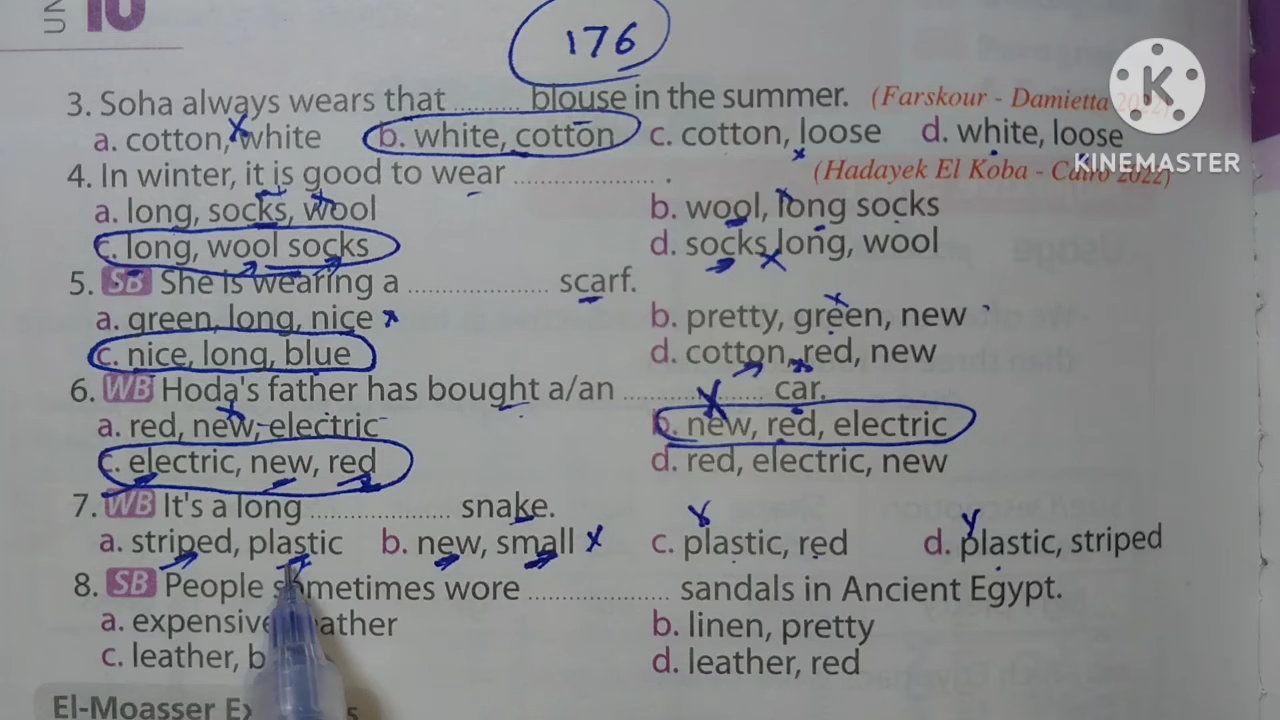 UN 10
176
3. Soha always wears that ......... blouse in the summer. (Farskour - Damietta 2022)
a. cotton, white b. white, cotton c. cotton, loose d. white, loose
KINEMASTER
4. In winter, it is good to wear .................... . (Hadayek El Koba - Cairo 2022)
a. long, socks, wool b. wool, long socks
c. long, wool socks d. socks long, wool
5. SB She is wearing a .................... scarf.
a. green, long, nice b. pretty, green, new
c. nice, long, blue d. cotton, red, new
6. WB Hoda's father has bought a/an .................... car.
a. red, new, electric b. new, red, electric
c. electric, new, red d. red, electric, new
7. WB It's a long .................... snake.
a. striped, plastic b. new, small c. plastic, red d. plastic, striped
8. SB People sometimes wore .................... sandals in Ancient Egypt.
a. expensive, leather b. linen, pretty
c. leather, d. leather, red
El-Moasser